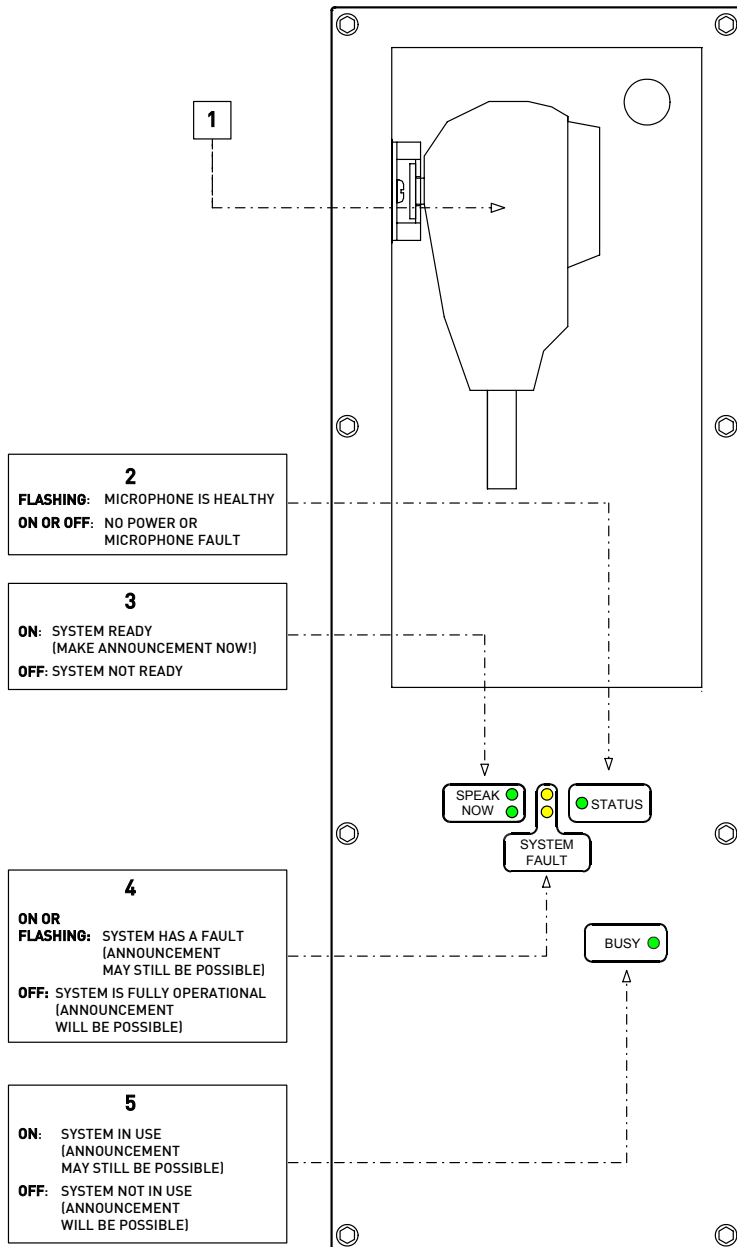 1
2
FLASHING: MICROPHONE IS HEALTHY
ON OR OFF: NO POWER OR
MICROPHONE FAULT
3
ON: SYSTEM READY
(MAKE ANNOUNCEMENT NOW!)
OFF: SYSTEM NOT READY
SPEAK
NOW
STATUS
SYSTEM
FAULT
4
ON OR
FLASHING: SYSTEM HAS A FAULT
(ANNOUNCEMENT
MAY STILL BE POSSIBLE)
OFF: SYSTEM IS FULLY OPERATIONAL
(ANNOUNCEMENT
WILL BE POSSIBLE)
BUSY
5
ON: SYSTEM IN USE
(ANNOUNCEMENT
MAY STILL BE POSSIBLE)
OFF: SYSTEM NOT IN USE
(ANNOUNCEMENT
WILL BE POSSIBLE)